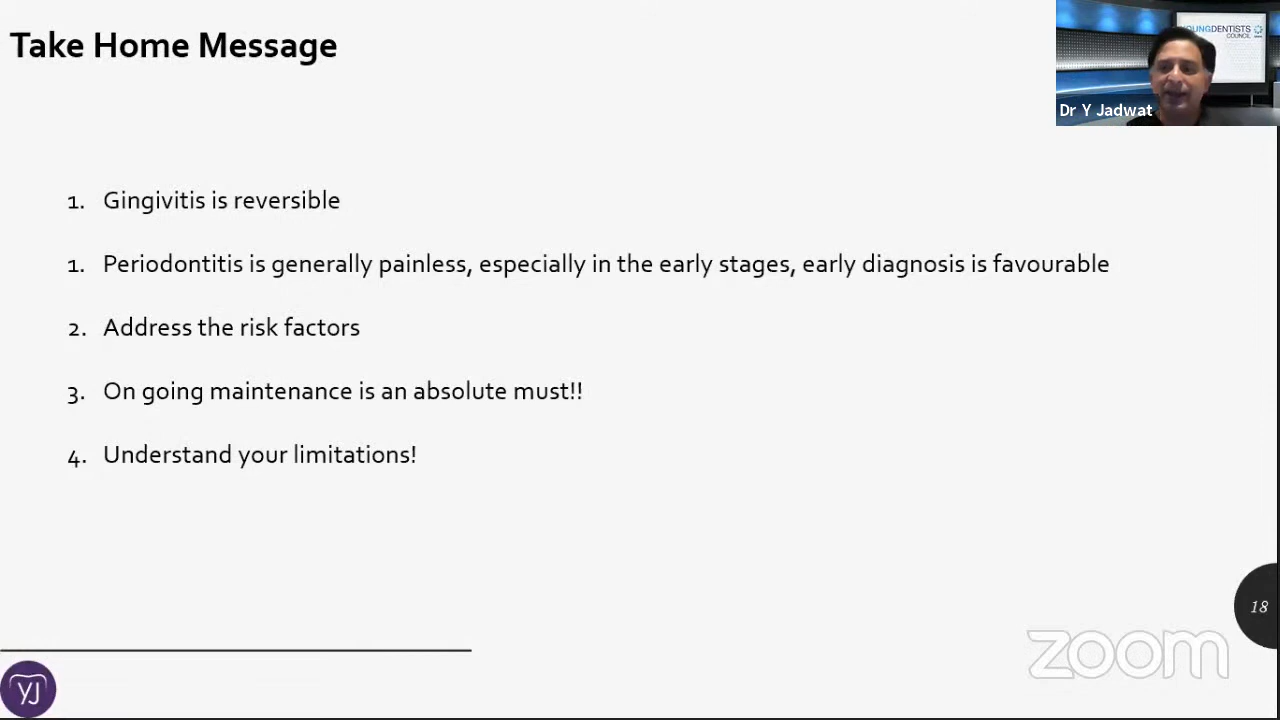 Take Home Message
YOUNGDENTISTS
COUNCIL
Dr Y Jadwat
1. Gingivitis is reversible
1. Periodontitis is generally painless, especially in the early stages, early diagnosis is favourable
2. Address the risk factors
3. On going maintenance is an absolute must!!
4. Understand your limitations!
18
zoom
YJ